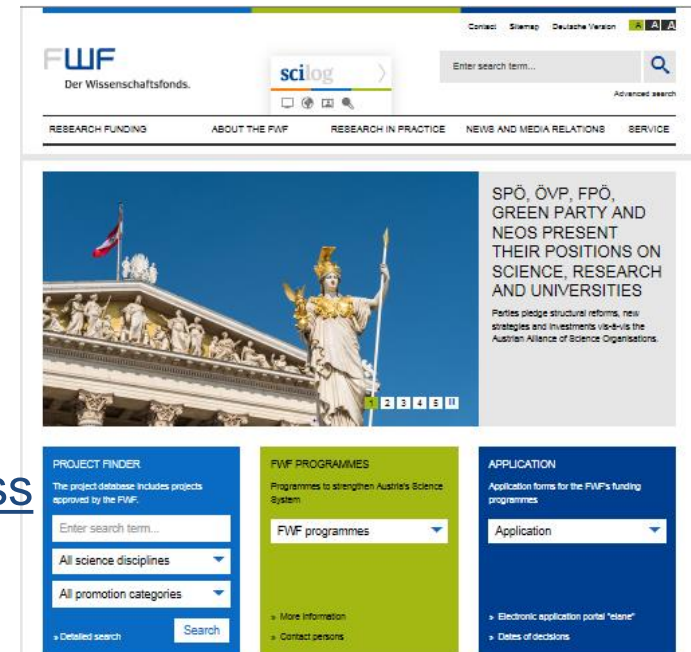 Contact Sitemap Deutsche Version A A A
FWF
Der Wissenschaftsfonds.
scilog
Enter search term...
Advanced search
RESEARCH FUNDING ABOUT THE FWF RESEARCH IN PRACTICE NEWS AND MEDIA RELATIONS SERVICE
SPÖ, ÖVP, FPÖ,
GREEN PARTY AND
NEOS PRESENT
THEIR POSITIONS ON
SCIENCE, RESEARCH
AND UNIVERSITIES
Parties pledge structural reforms, new
strategies and investments vis-à-vis the
Austrian Alliance of Science Organisations.
1 2 3 4 5
ss
PROJECT FINDER
The project database includes projects
approved by the FWF.
Enter search term...
All science disciplines
All promotion categories
» Detailed search Search
FWF PROGRAMMES
Programmes to strengthen Austria's Science
System
FWF programmes
» More information
» Contact persons
APPLICATION
Application forms for the FWF's funding
programmes
Application
» Electronic application portal "elane"
» Dates of decisions